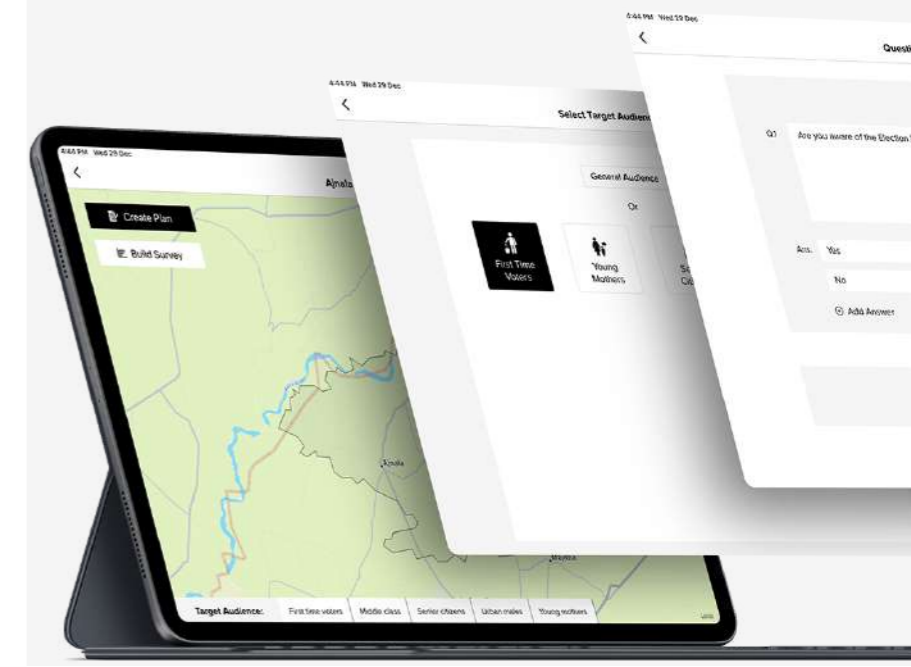 4:44 PM Wed 29 Dec
Ajnala
Create Plan
Build Survey
Ajnala
Majitha
Target Audience:
First time voters
Middle class
Senior citizens
Urban males
Young mothers
4:44 PM Wed 29 Dec
Select Target Audienc
General Audience
Or
First Time
Voters
Young
Mothers
4:44 PM Wed 29 Dec
Questi
Q1
Are you aware of the Election
Ans.
Yes
No
Add Answer